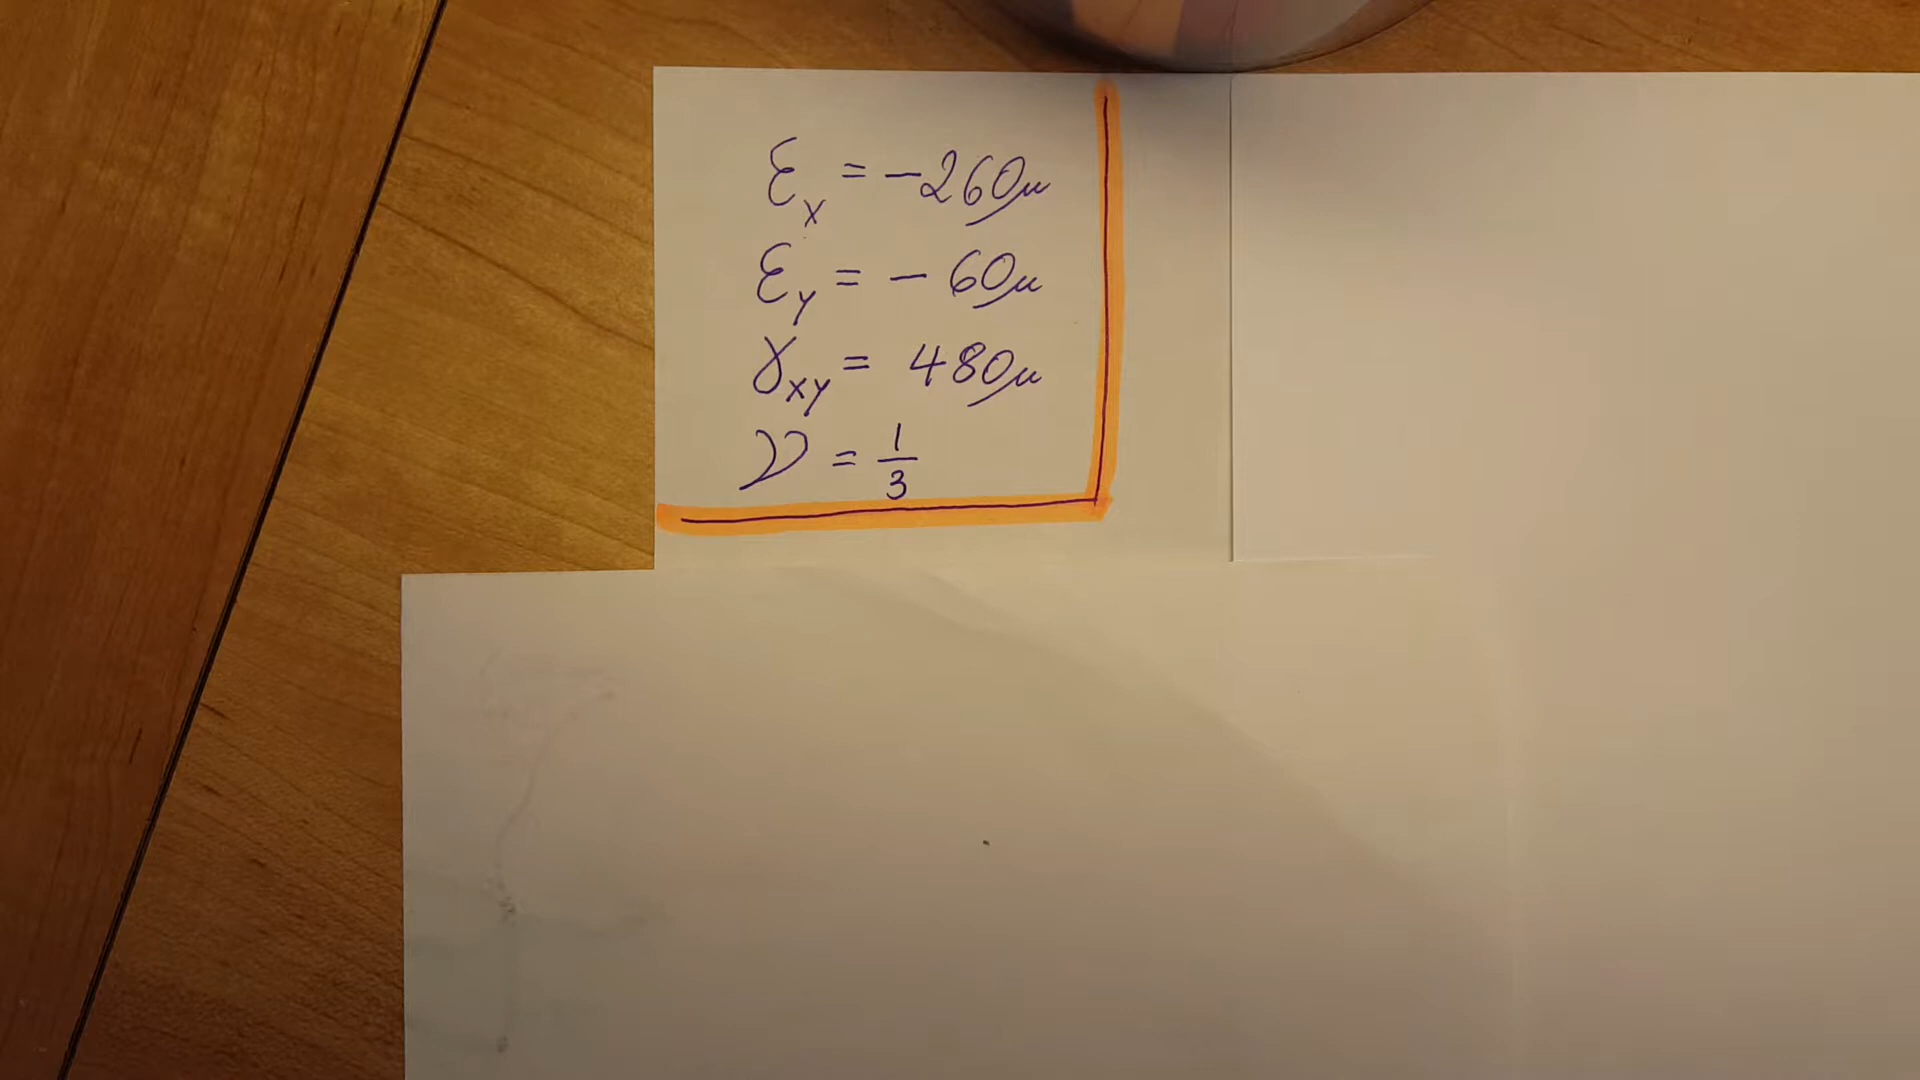 εx = -260μ
εy = - 60μ
γxy = 480μ
ν = 1/3